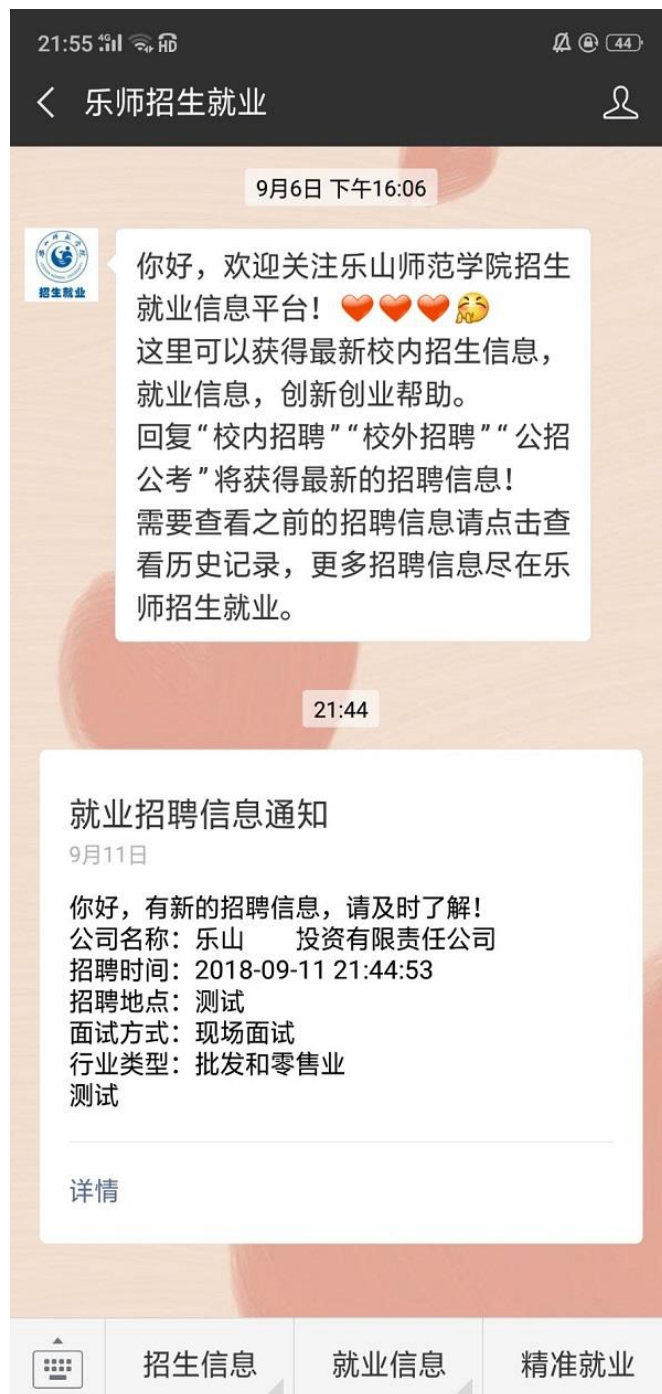 21:55 4G HD 44
乐师招生就业
9月6日 下午16:06
招生就业
你好，欢迎关注乐山师范学院招生
就业信息平台！
这里可以获得最新校内招生信息，
就业信息，创新创业帮助。
回复“校内招聘”“校外招聘”“公招
公考”将获得最新的招聘信息！
需要查看之前的招聘信息请点击查
看历史记录，更多招聘信息尽在乐
师招生就业。
21:44
就业招聘信息通知
9月11日
你好，有新的招聘信息，请及时了解！
公司名称：乐山 投资有限责任公司
招聘时间：2018-09-11 21:44:53
招聘地点：测试
面试方式：现场面试
行业类型：批发和零售业
测试
详情
招生信息 就业信息 精准就业